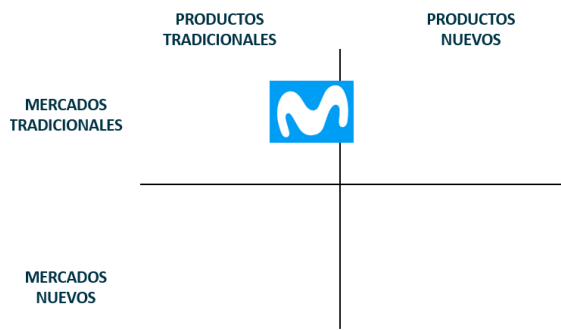 PRODUCTOS
TRADICIONALES
PRODUCTOS
NUEVOS
MERCADOS
TRADICIONALES
MERCADOS
NUEVOS